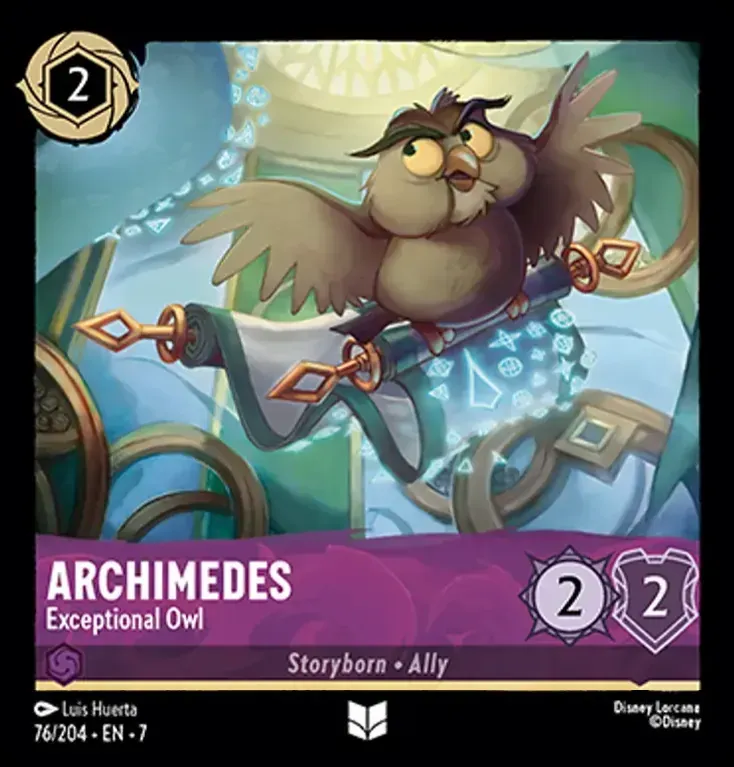 2
ARCHIMEDES
Exceptional Owl
2
2
Storyborn • Ally
Luis Huerta
76/204 • EN • 7
Disney Lorcana
©Disney